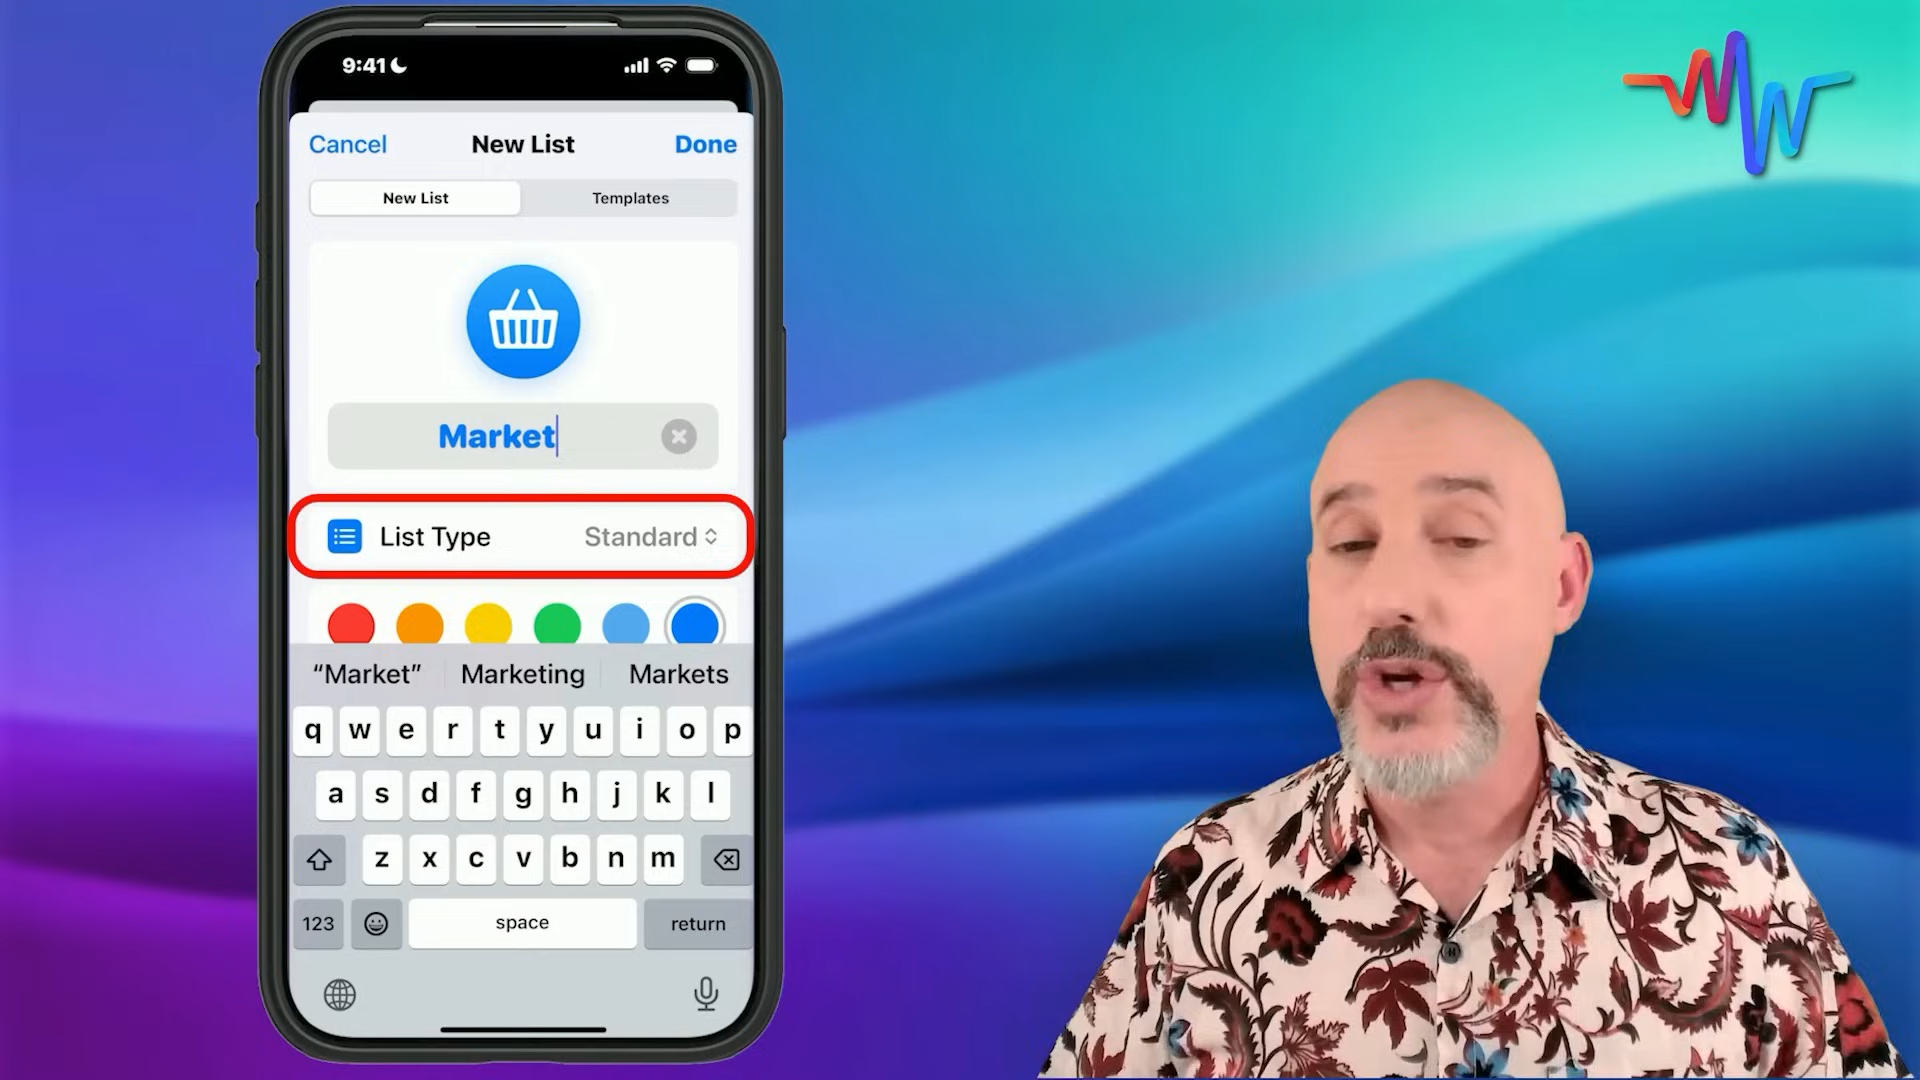 9:41
Cancel New List Done
New List Templates
Market
List Type Standard
“Market” Marketing Markets
q w e r t y u i o p
a s d f g h j k l
z x c v b n m
123 space return
MW